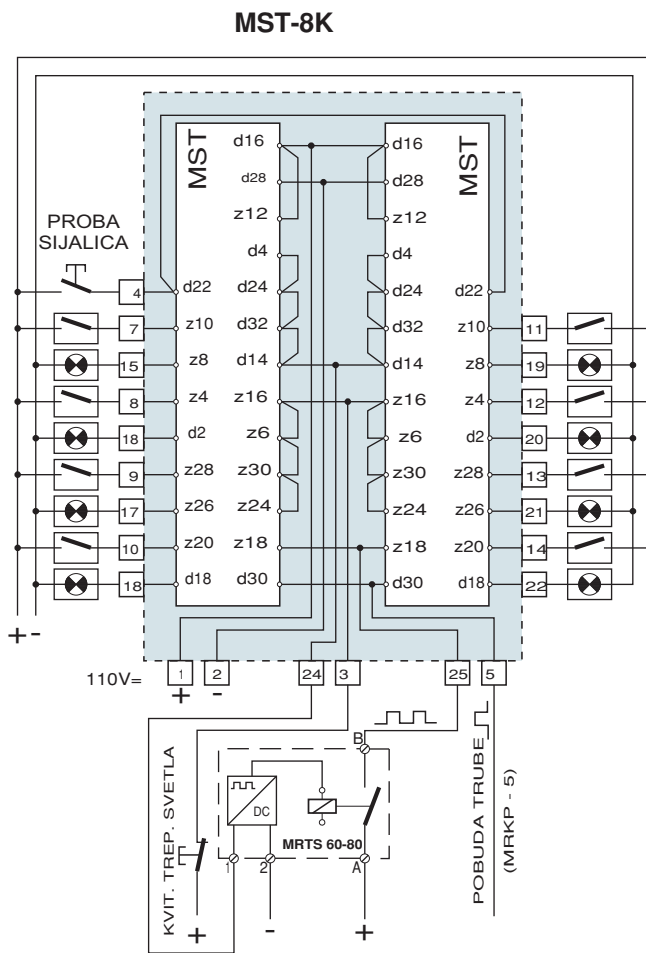 MST-8K
MST
MST
d16
d28
z12
d4
d24
d32
d14
z16
z6
z30
z24
z18
d30
d16
d28
z12
d4
d24
d32
d14
z16
z6
z30
z24
z18
d30
PROBA
SIJALICA
4
d22
7
z10
15
z8
8
z4
18
d2
9
z28
17
z26
10
z20
18
d18
d22
z10
11
z8
19
z4
12
d2
20
z28
13
z26
21
z20
14
d18
22
+ -
110V=
1
2
24
3
25
5
+
-
B
DC
MRTS 60-80
1
2
A
KVIT. TREP. SVETLA
+
-
+
POBUDA TRUBE
(MRKP - 5)